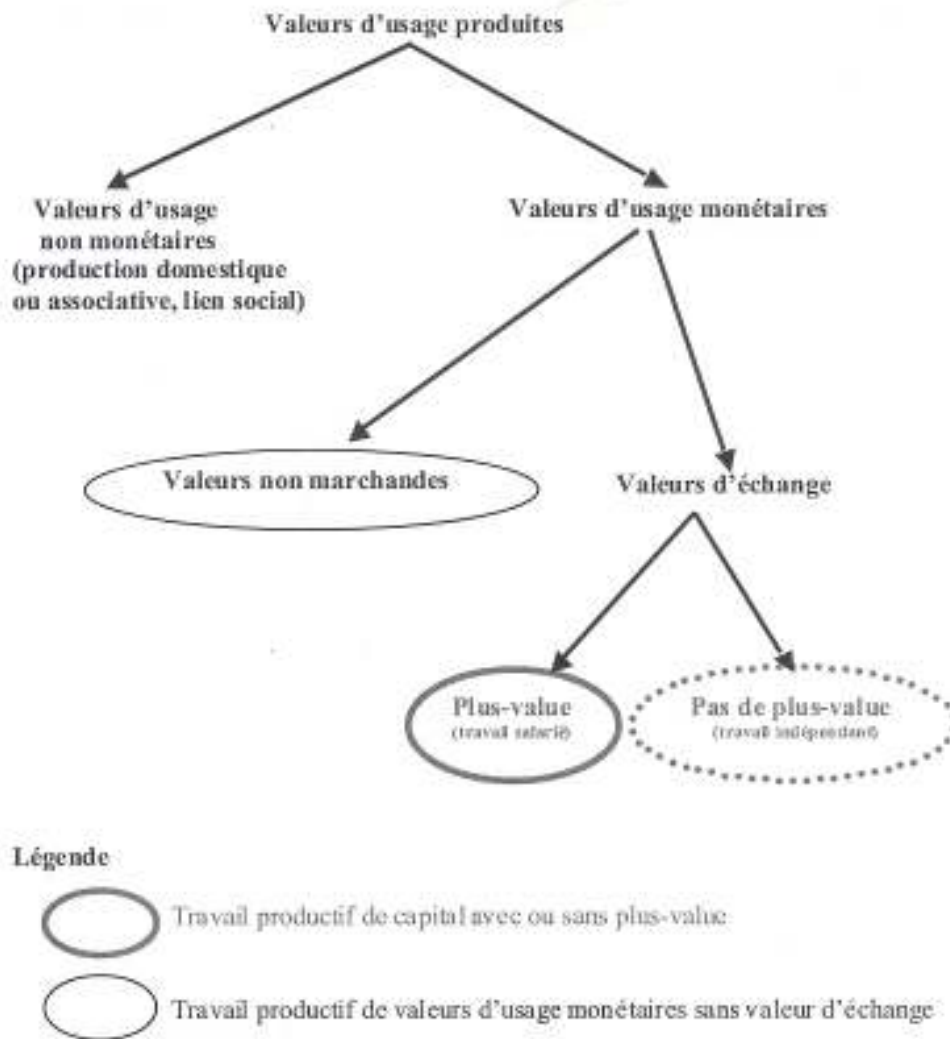 Valeurs d'usage produites
Valeurs d'usage
non monétaires
(production domestique
ou associative, lien social)
Valeurs d'usage monétaires
Valeurs non marchandes
Valeurs d'échange
Plus-value
(travail salarié)
Pas de plus-value
(travail indépendant)
Légende
Travail productif de capital avec ou sans plus-value
Travail productif de valeurs d'usage monétaires sans valeur d'échange